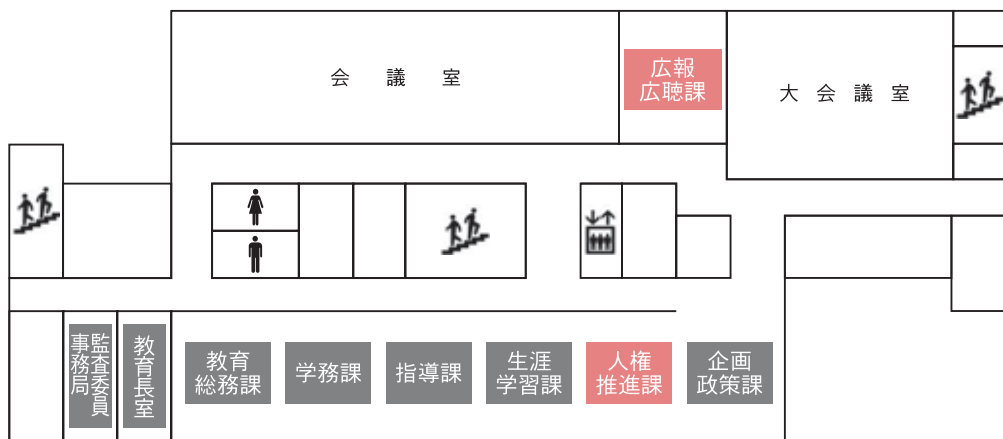 会議室
広報
広聴課
大会議室
監査委員
事務局
教育長室
教育
総務課
学務課
指導課
生涯
学習課
人権
推進課
企画
政策課